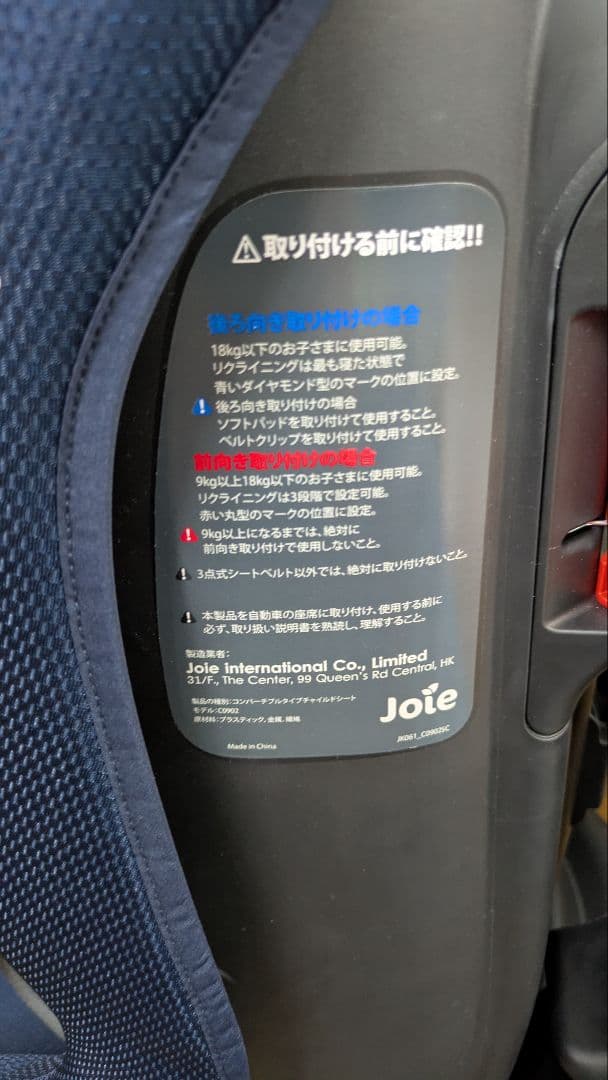 ⚠取り付ける前に確認!!
後ろ向き取り付けの場合
18kg以下のお子さまに使用可能。
リクライニングは最も寝た状態で
青いダイヤモンド型のマークの位置に設定。
後ろ向き取り付けの場合
ソフトパッドを取り付けて使用すること。
ベルトクリップを取り付けて使用すること。
前向き取り付けの場合
9kg以上18kg以下のお子さまに使用可能。
リクライニングは3段階で設定可能。
赤い丸型のマークの位置に設定。
9kg以上になるまでは、絶対に
前向き取り付けで使用しないこと。
3点式シートベルト以外では、絶対に取り付けないこと。
本製品を自動車の座席に取り付け、使用する前に
必ず、取り扱い説明書を熟読し、理解すること。
製造業者:
Joie international Co., Limited
31/F., The Center, 99 Queen's Rd Central, HK
製品の種別:コンバーチブルタイプチャイルドシート
モデル:C0902
原材料:プラスティック,金属,繊維
Joie
Made in China
JK061_C0902SC